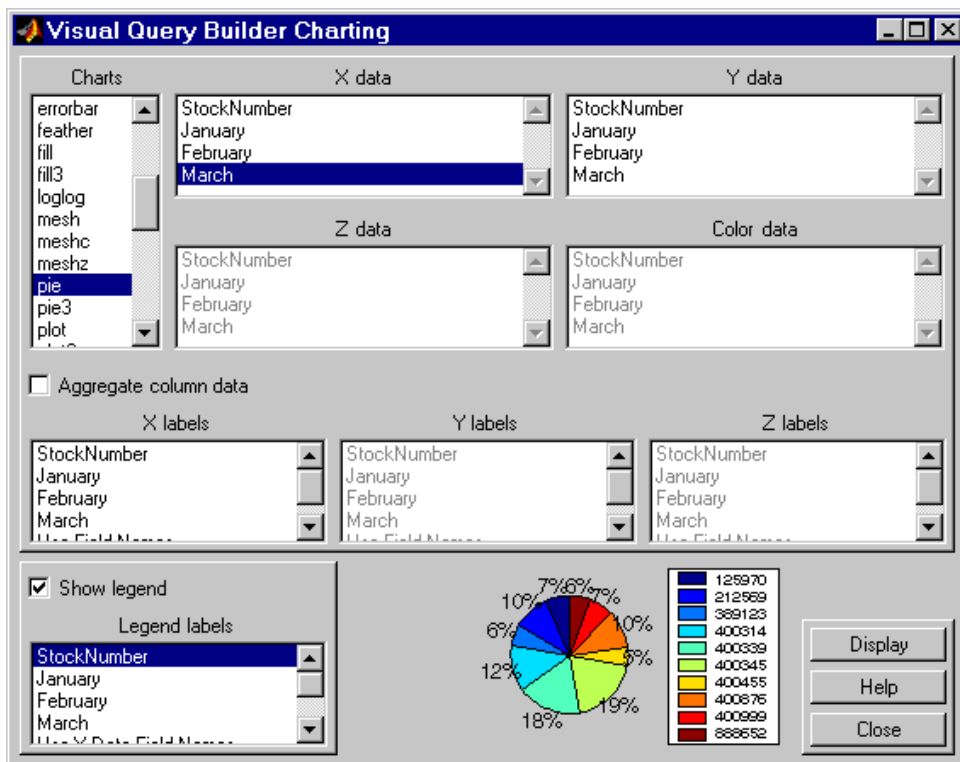 Visual Query Builder Charting
Charts
X data
Y data
errorbar
feather
fill
fill3
loglog
mesh
meshc
meshz
pie
pie3
plot
StockNumber
January
February
March
StockNumber
January
February
March
Z data
Color data
StockNumber
January
February
March
StockNumber
January
February
March
Aggregate column data
X labels
Y labels
Z labels
StockNumber
January
February
March
StockNumber
January
February
March
StockNumber
January
February
March
Show legend
Legend labels
StockNumber
January
February
March
7%
6%
7%
10%
10%
6%
5%
12%
19%
18%
125970
212569
389123
400314
400339
400345
400455
400876
400999
888652
Display
Help
Close